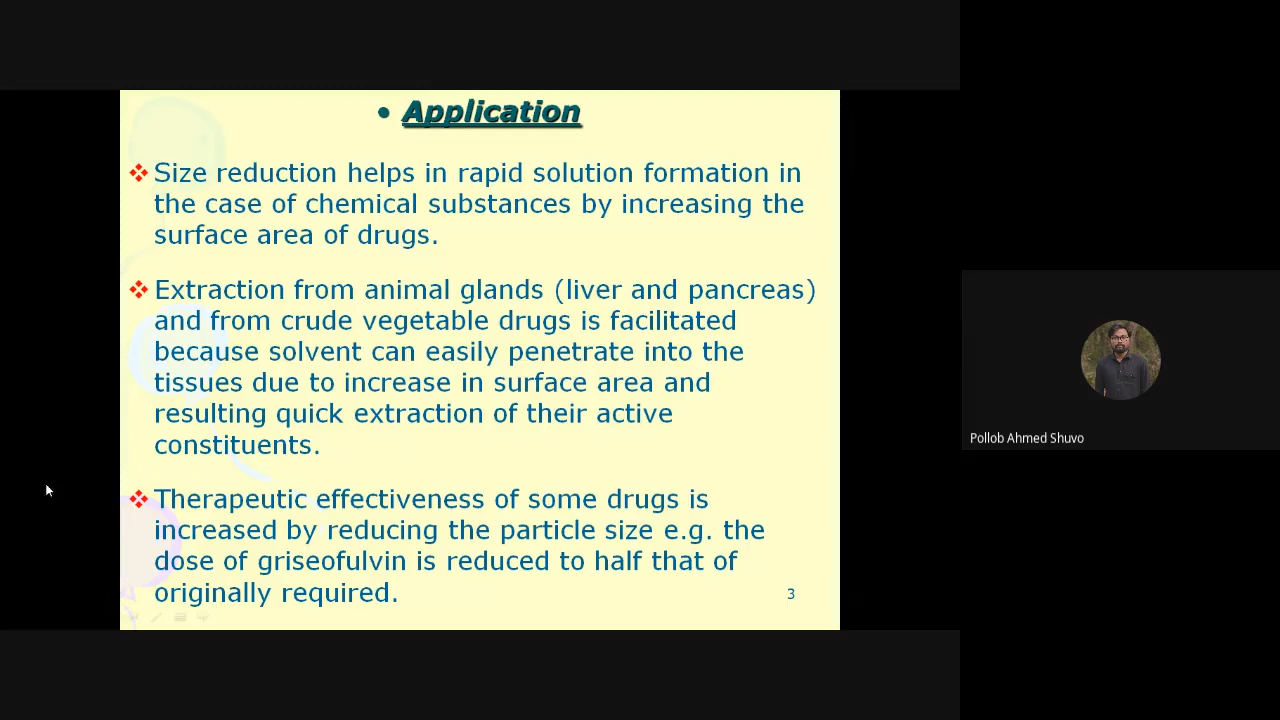 • Application
Size reduction helps in rapid solution formation in
the case of chemical substances by increasing the
surface area of drugs.
Extraction from animal glands (liver and pancreas)
and from crude vegetable drugs is facilitated
because solvent can easily penetrate into the
tissues due to increase in surface area and
resulting quick extraction of their active
constituents.
Therapeutic effectiveness of some drugs is
increased by reducing the particle size e.g. the
dose of griseofulvin is reduced to half that of
originally required.
3
Pollob Ahmed Shuvo